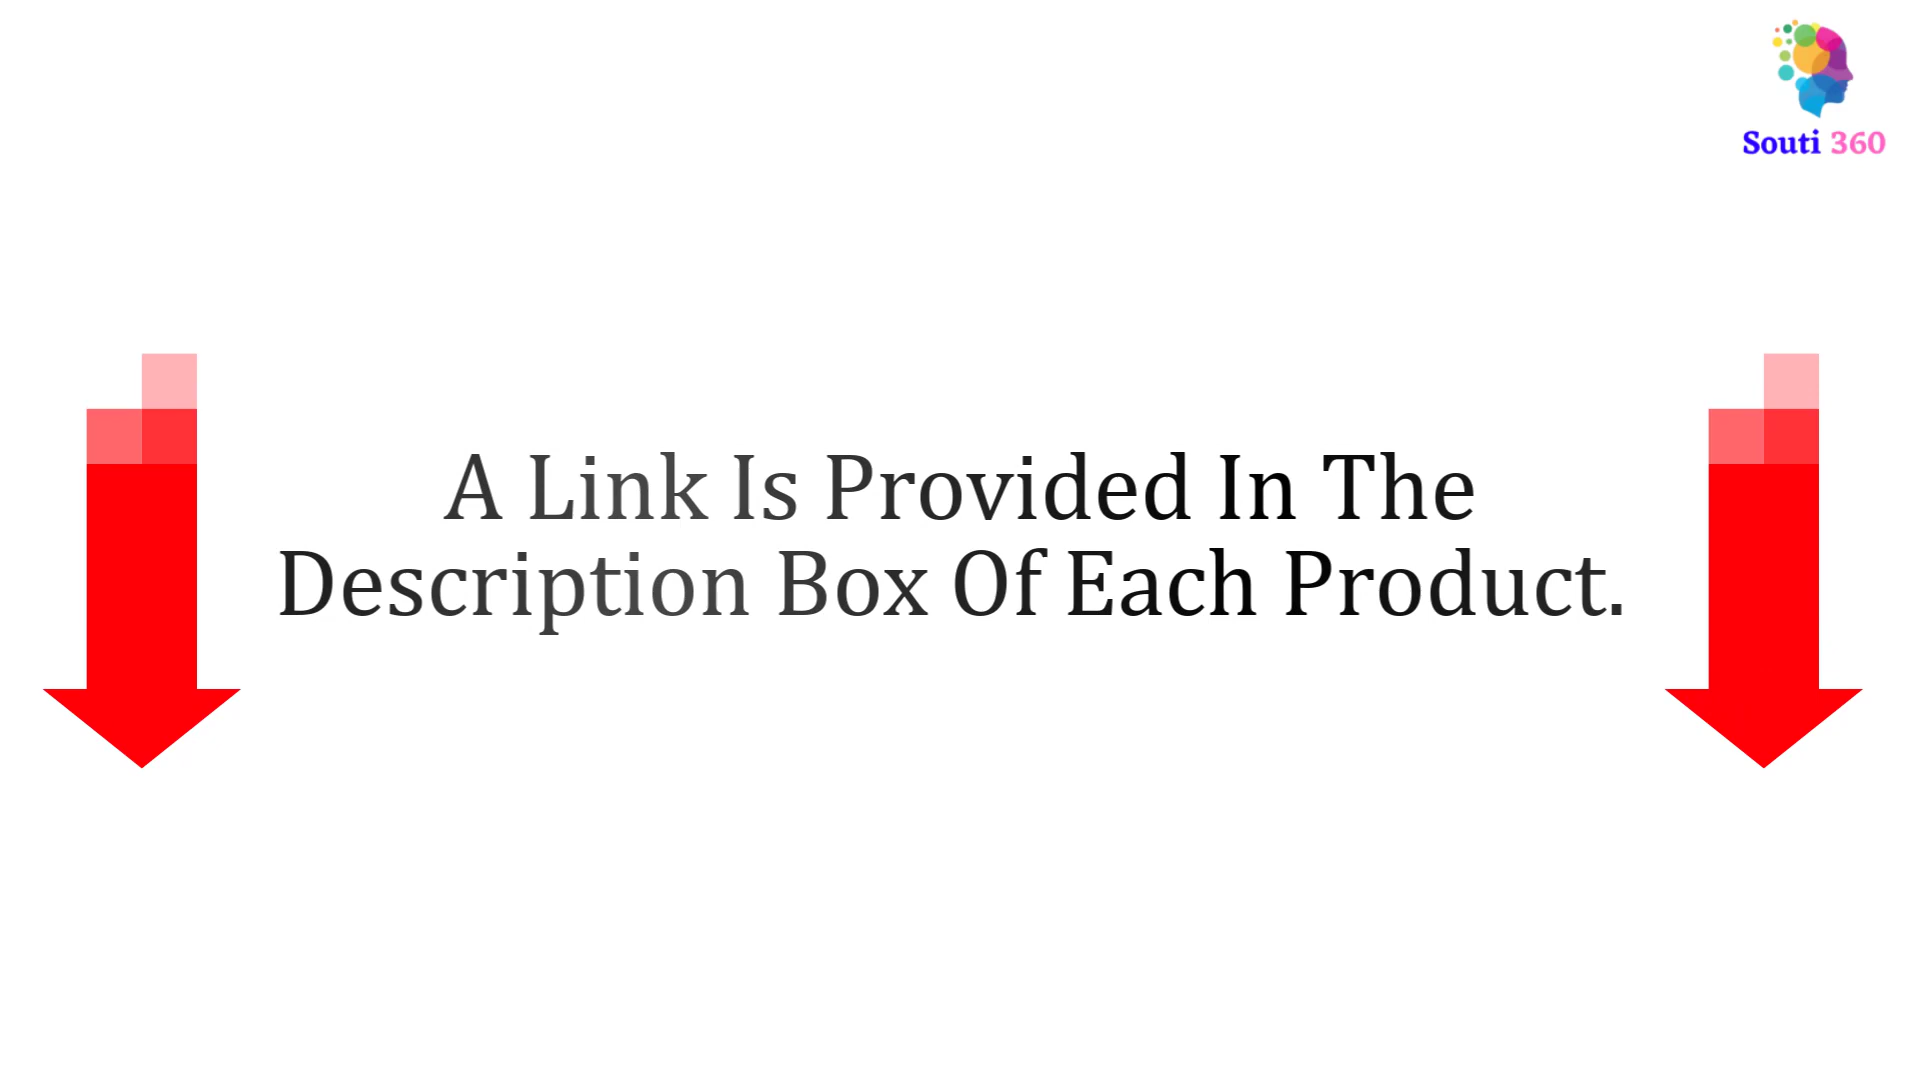 Souti 360
A Link Is Provided In The
Description Box Of Each Product.